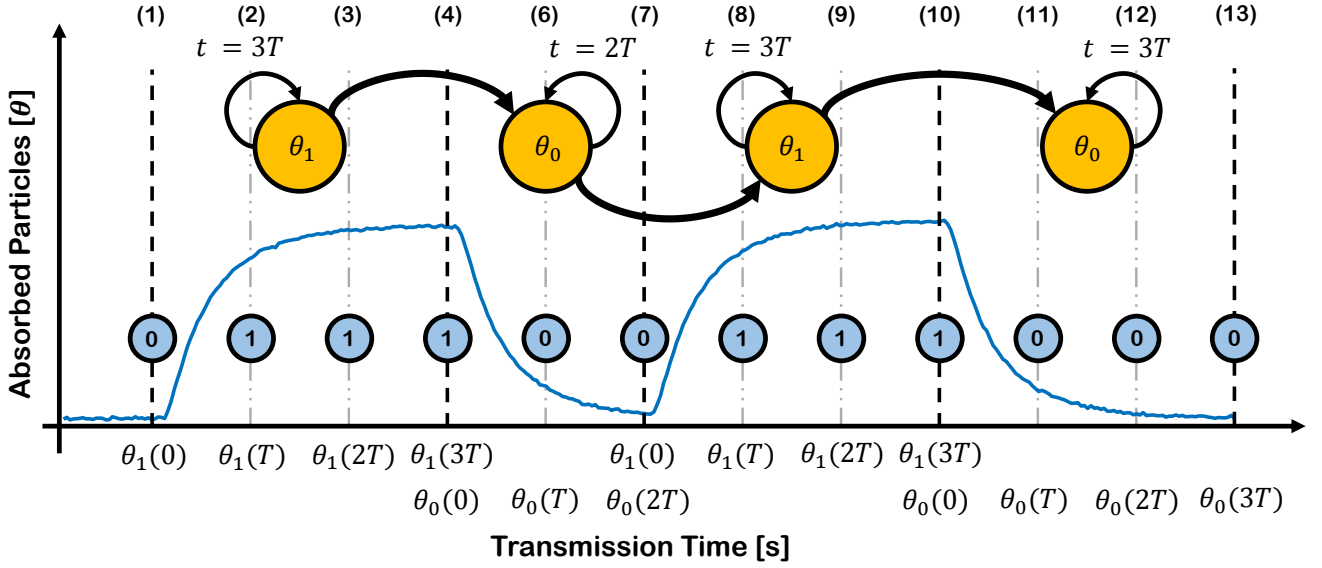 (1) (2) (3) (4) (6) (7) (8) (9) (10) (11) (12) (13)
t = 3T t = 2T t = 3T t = 3T
θ₁ θ₀ θ₁ θ₀
Absorbed Particles [θ]
0 1 1 1 0 0 1 1 1 0 0 0
θ₁(0) θ₁(T) θ₁(2T) θ₁(3T) θ₁(0) θ₁(T) θ₁(2T) θ₁(3T)
θ₀(0) θ₀(T) θ₀(2T) θ₀(0) θ₀(T) θ₀(2T) θ₀(3T)
Transmission Time [s]